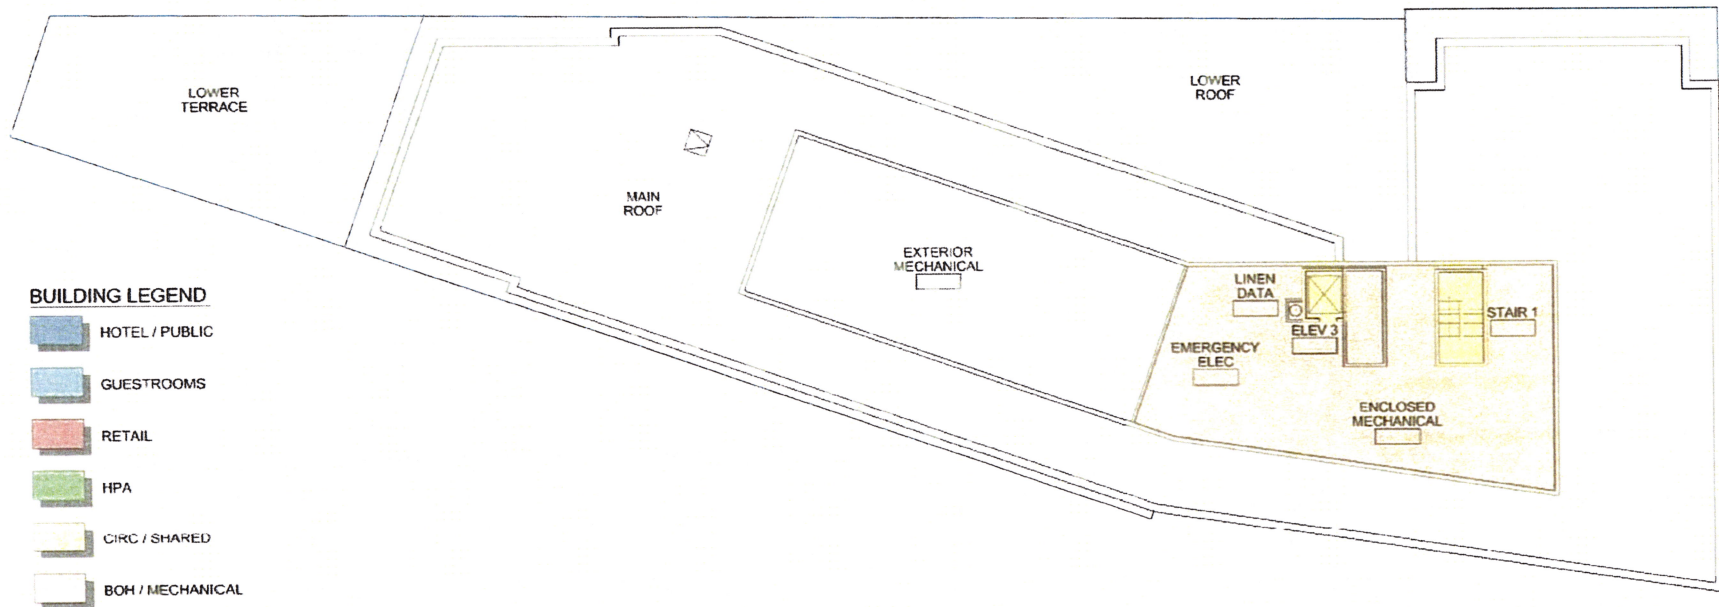 LOWER
TERRACE
LOWER
ROOF
MAIN
ROOF
EXTERIOR
MECHANICAL
LINEN
DATA
ELEV 3
STAIR 1
EMERGENCY
ELEC
ENCLOSED
MECHANICAL
BUILDING LEGEND
HOTEL / PUBLIC
GUESTROOMS
RETAIL
HPA
CIRC / SHARED
BOH / MECHANICAL